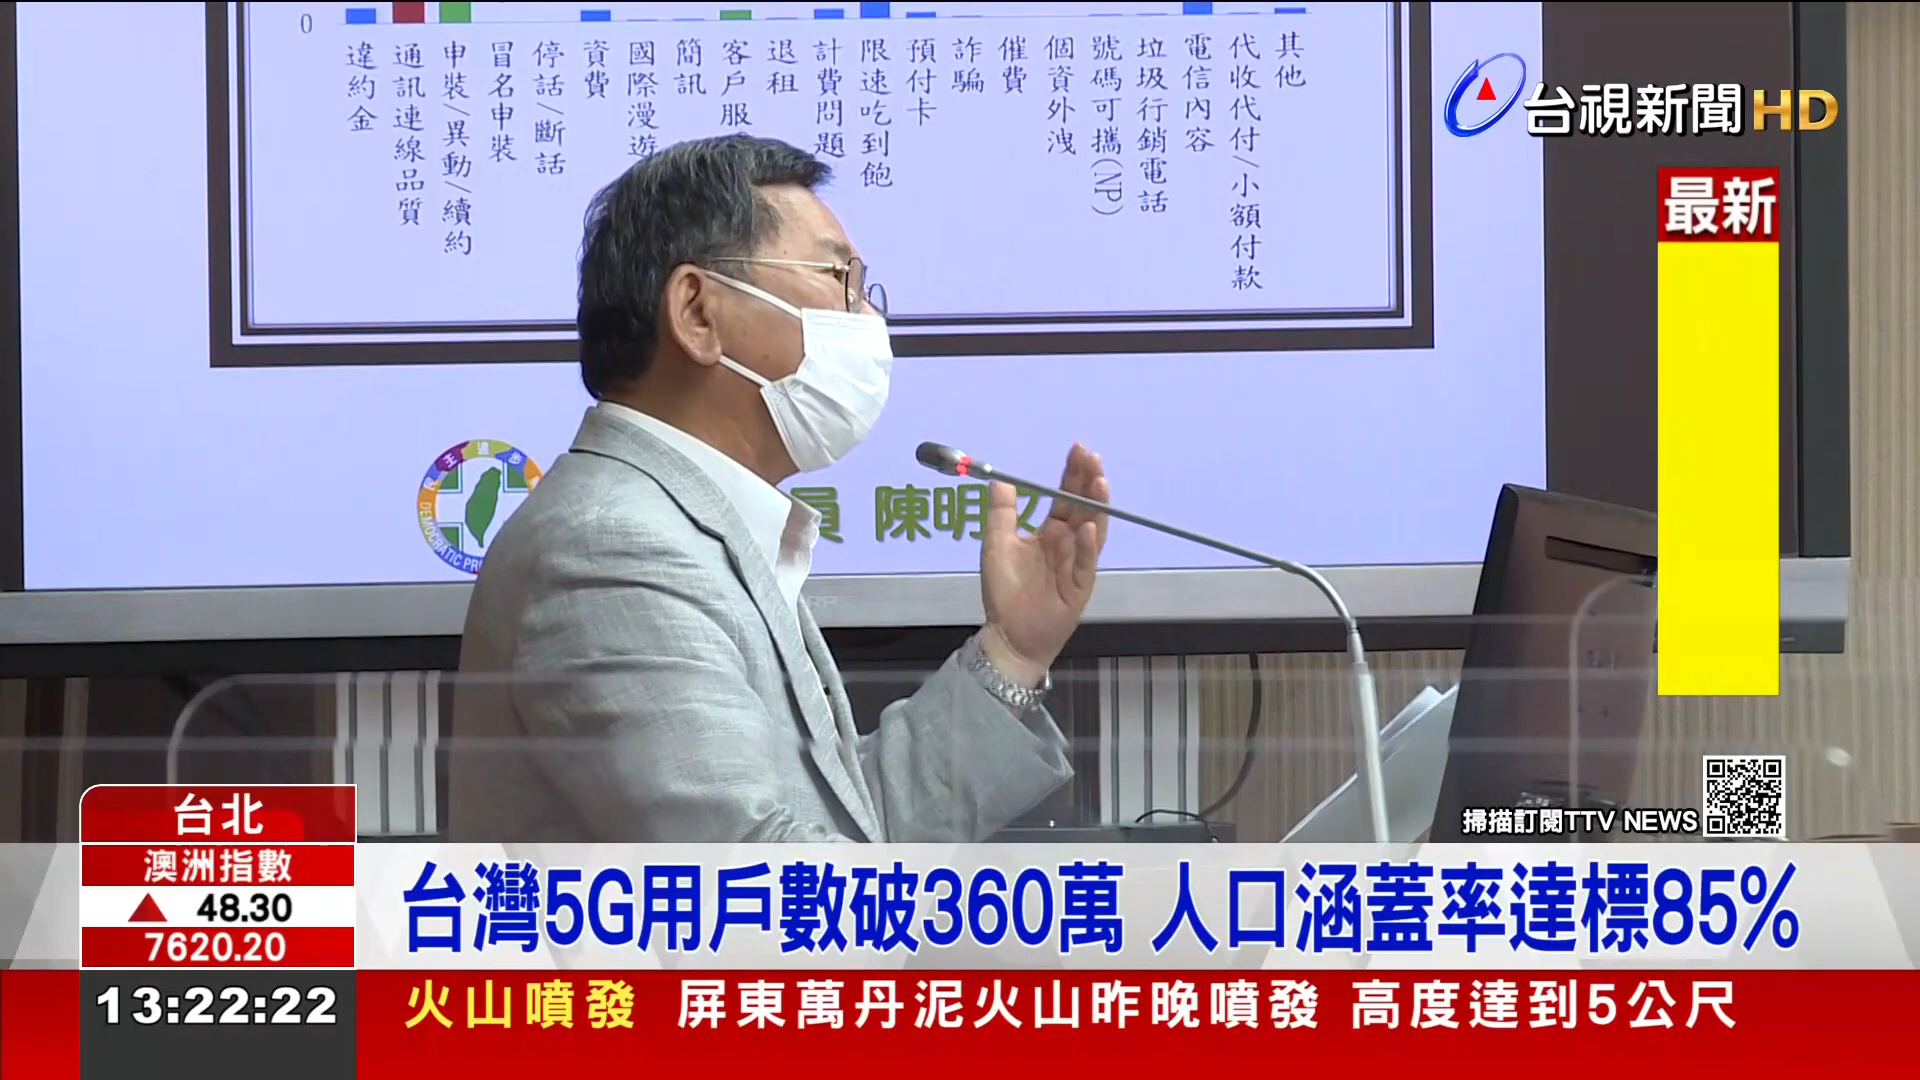 0
違約金
通訊連線品質
申裝/異動/續約
冒名申裝
停話/斷話
資費
國際漫遊
簡訊
客戶服
退租
計費問題
限速吃到飽
預付卡
詐騙
催費
個資外洩
號碼可攜(NP)
垃圾行銷電話
電信內容
代收代付/小額付款
其他
台視新聞HD
最新
民主進步
DEMOCRATIC PR
員 陳明文
掃描訂閱TTV NEWS
台北
澳洲指數
▲ 48.30
7620.20
13:22:22
台灣5G用戶數破360萬 人口涵蓋率達標85%
火山噴發 屏東萬丹泥火山昨晚噴發 高度達到5公尺